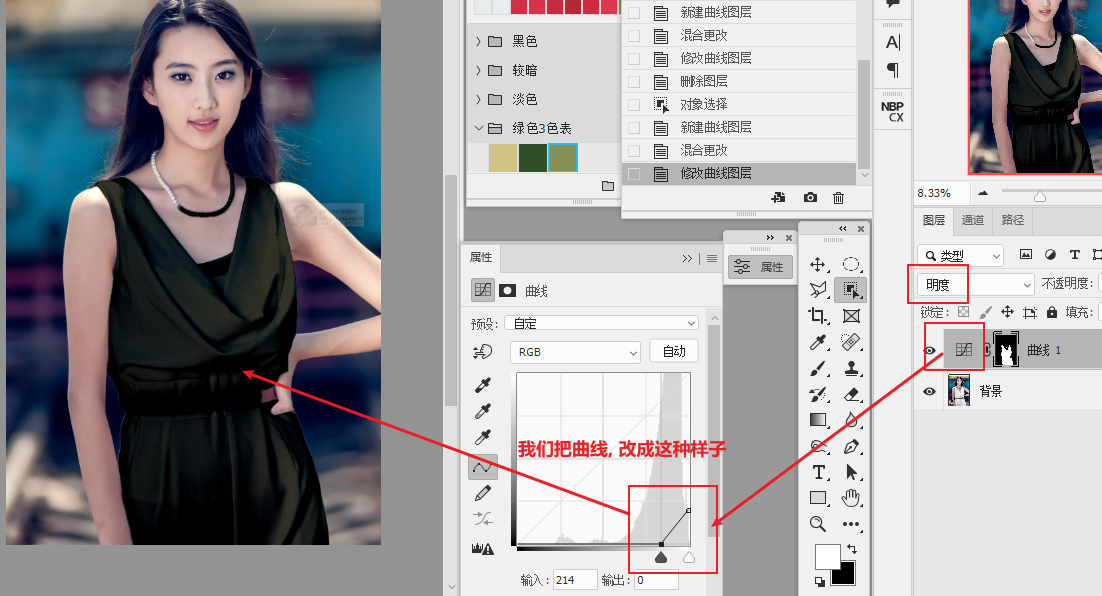 黑色
较暗
淡色
绿色3色表
新建曲线图层
混合更改
修改曲线图层
删除图层
对象选择
新建曲线图层
混合更改
修改曲线图层
A
NBP
CX
8.33%
图层 通道 路径
类型
明度
不透明度:
锁定:
填充:
曲线 1
背景
属性
属性
曲线
预设: 自定
RGB
自动
我们把曲线, 改成这种样子
输入: 214 输出: 0
T
T